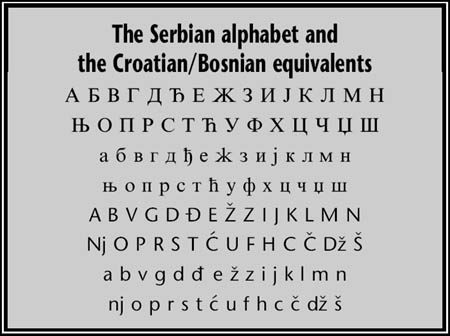 The Serbian alphabet and
the Croatian/Bosnian equivalents
А Б В Г Д Ђ Е Ж З И Ј К Л М Н
Њ О П Р С Т Ћ У Ф Х Ц Ч Џ Ш
а б в г д ђ е ж з и ј к л м н
њ о п р с т ћ у ф х ц ч џ ш
A B V G D Đ E Ž Z I J K L M N
Nj O P R S T Ć U F H C Č Dž Š
a b v g d đ e ž z i j k l m n
nj o p r s t ć u f h c č dž š